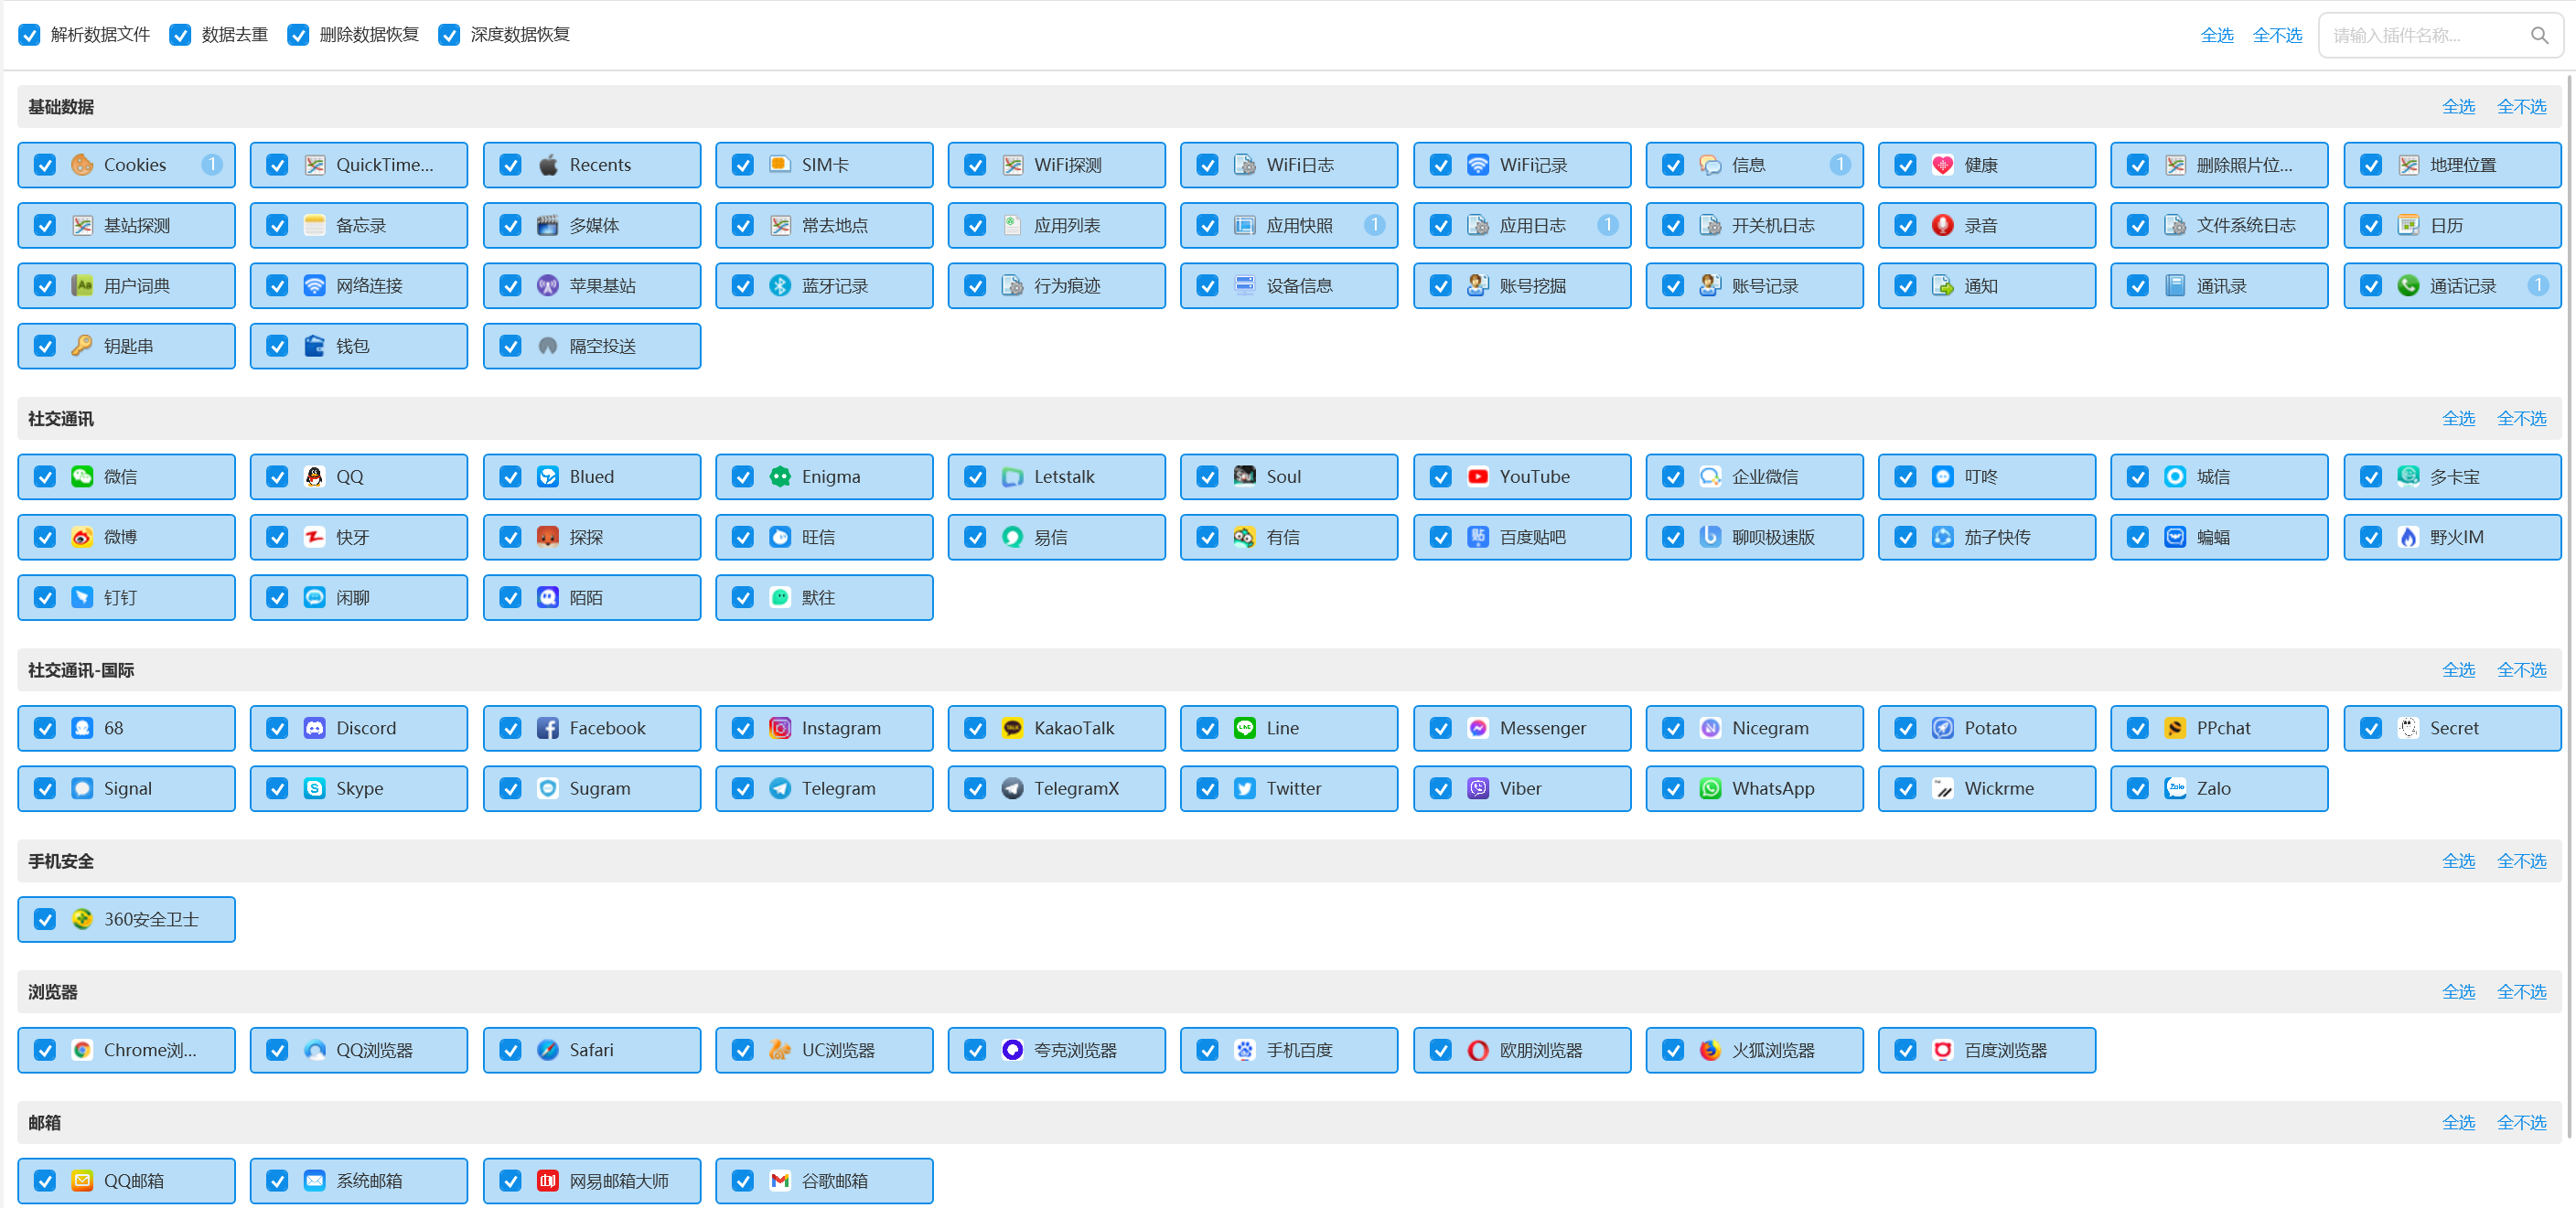 解析数据文件 数据去重 删除数据恢复 深度数据恢复 全选 全不选 请输入插件名称...
基础数据 全选 全不选
Cookies 1 QuickTime... Recents SIM卡 WiFi探测 WiFi日志 WiFi记录 信息 1 健康 删除照片位... 地理位置
基站探测 备忘录 多媒体 常去地点 应用列表 应用快照 1 应用日志 1 开关机日志 录音 文件系统日志 日历
用户词典 网络连接 苹果基站 蓝牙记录 行为痕迹 设备信息 账号挖掘 账号记录 通知 通讯录 通话记录 1
钥匙串 钱包 隔空投送
社交通讯 全选 全不选
微信 QQ Blued Enigma Letstalk Soul YouTube 企业微信 叮咚 城信 多卡宝
微博 快牙 探探 旺信 易信 有信 百度贴吧 聊呗极速版 茄子快传 蝙蝠 野火IM
钉钉 闲聊 陌陌 默往
社交通讯-国际 全选 全不选
68 Discord Facebook Instagram KakaoTalk Line Messenger Nicegram Potato PPchat Secret
Signal Skype Sugram Telegram TelegramX Twitter Viber WhatsApp Wickrme Zalo
手机安全 全选 全不选
360安全卫士
浏览器 全选 全不选
Chrome浏... QQ浏览器 Safari UC浏览器 夸克浏览器 手机百度 欧朋浏览器 火狐浏览器 百度浏览器
邮箱 全选 全不选
QQ邮箱 系统邮箱 网易邮箱大师 谷歌邮箱